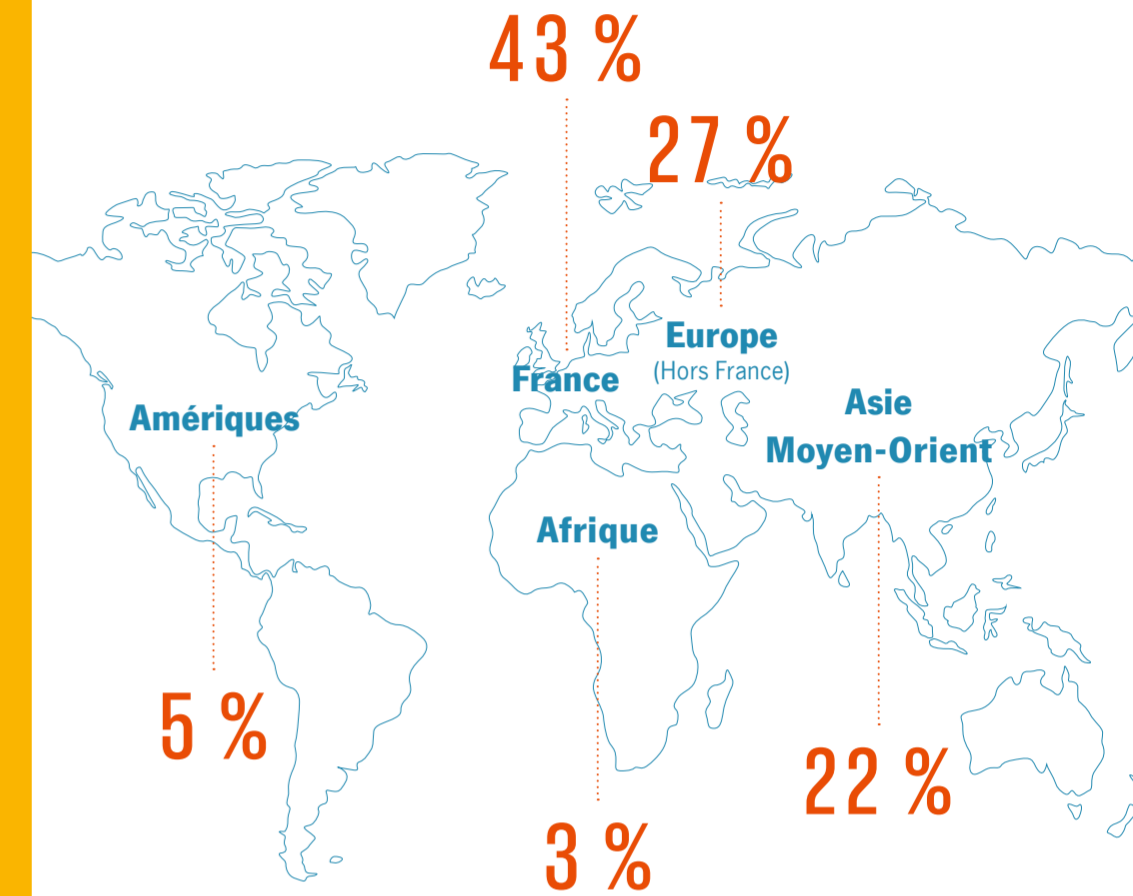 43 %
27 %
Europe
(Hors France)
France
Asie
Moyen-Orient
Amériques
Afrique
5 %
22 %
3 %